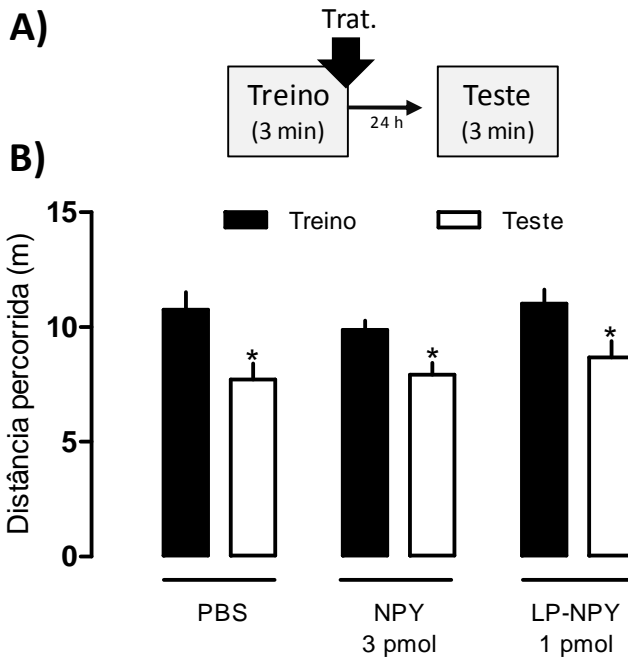 A)
Trat.
Treino
(3 min)
24 h
Teste
(3 min)
B)
Distância percorrida (m)
15
10
5
0
Treino
Teste
*
*
*
PBS
NPY
3 pmol
LP-NPY
1 pmol